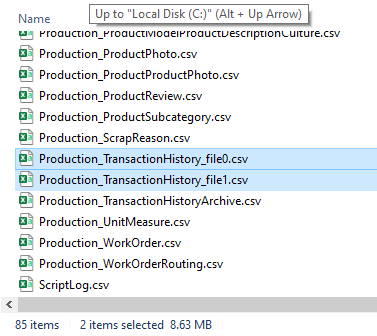 Up to "Local Disk (C:)" (Alt + Up Arrow)
Production_ProductModelProductDescriptionCulture.csv
Production_ProductPhoto.csv
Production_ProductProductPhoto.csv
Production_ProductReview.csv
Production_ProductSubcategory.csv
Production_ScrapReason.csv
Production_TransactionHistory_file0.csv
Production_TransactionHistory_file1.csv
Production_TransactionHistoryArchive.csv
Production_UnitMeasure.csv
Production_WorkOrder.csv
Production_WorkOrderRouting.csv
ScriptLog.csv
85 items 2 items selected 8.63 MB